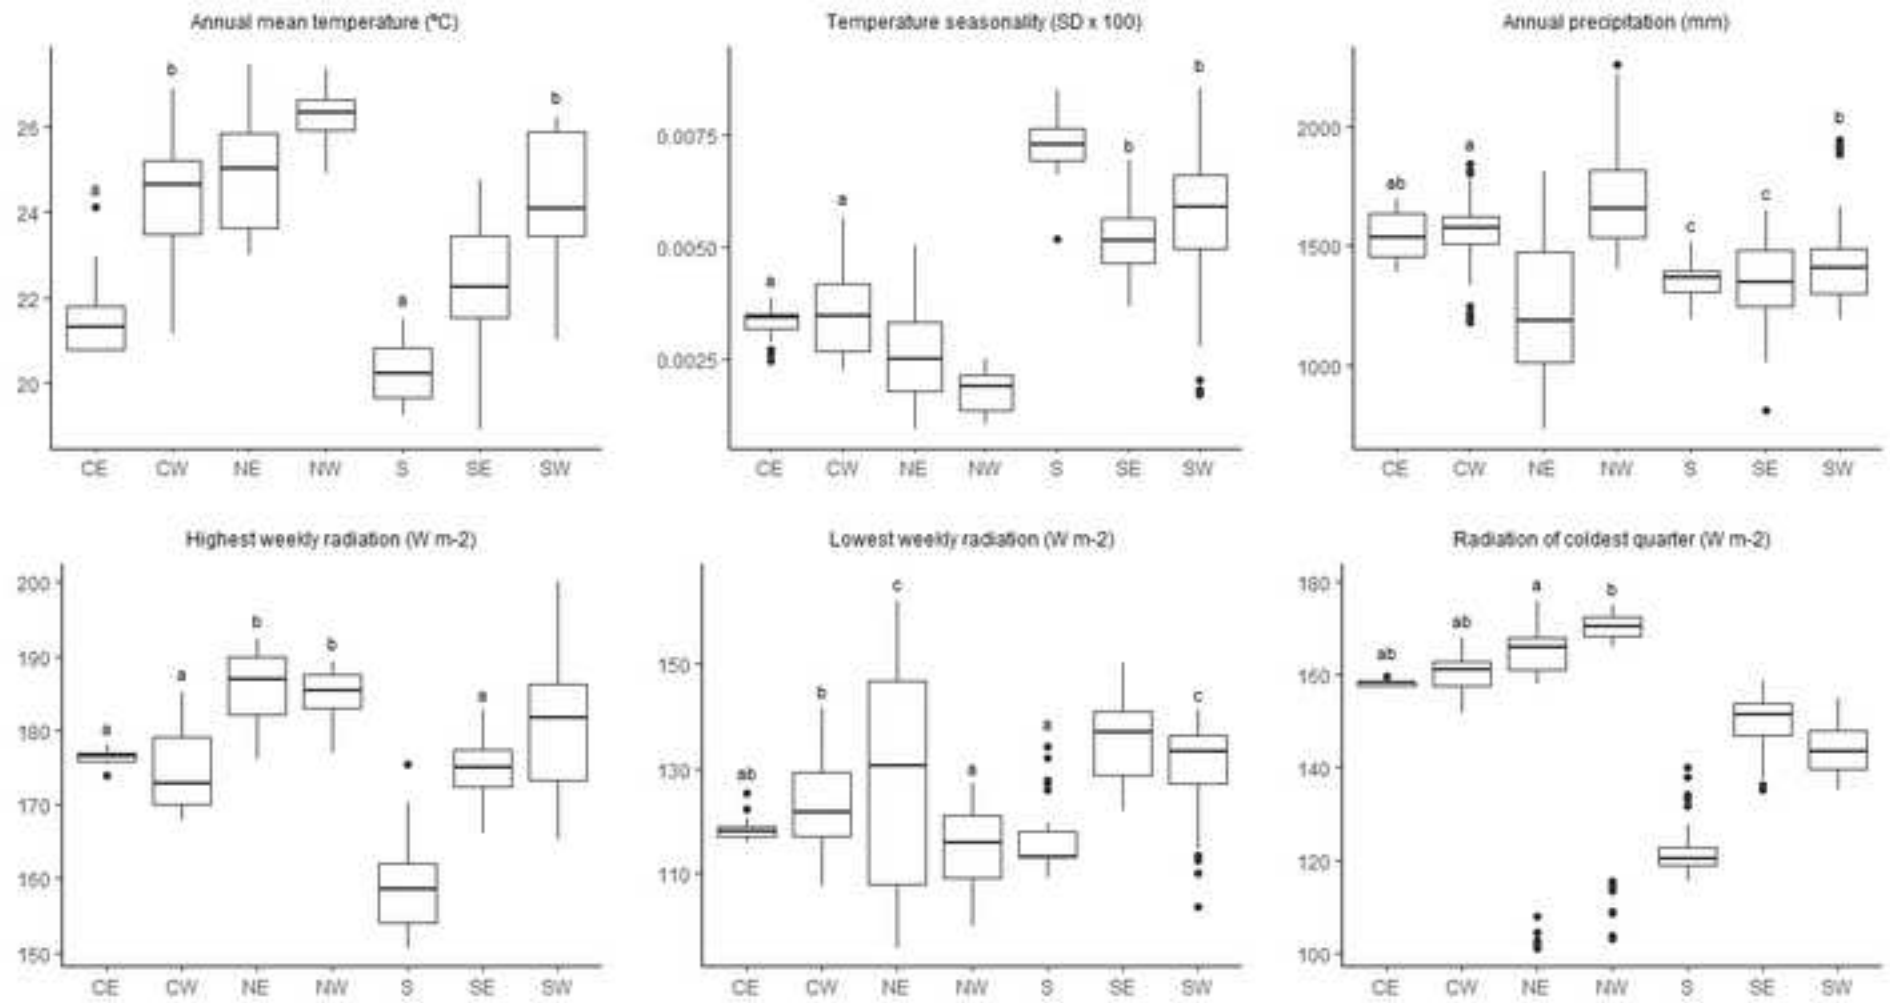 Annual mean temperature (ºC)
26
24
22
20
a
b
b
a
CE CW NE NW S SE SW
Temperature seasonality (SD x 100)
0.0075
0.0050
0.0025
a
a
b
b
CE CW NE NW S SE SW
Annual precipitation (mm)
2000
1500
1000
ab
a
c
c
b
CE CW NE NW S SE SW
Highest weekly radiation (W m-2)
200
190
180
170
160
150
a
a
b
b
a
CE CW NE NW S SE SW
Lowest weekly radiation (W m-2)
150
130
110
ab
b
c
a
a
c
CE CW NE NW S SE SW
Radiation of coldest quarter (W m-2)
180
160
140
120
100
ab
ab
a
b
CE CW NE NW S SE SW